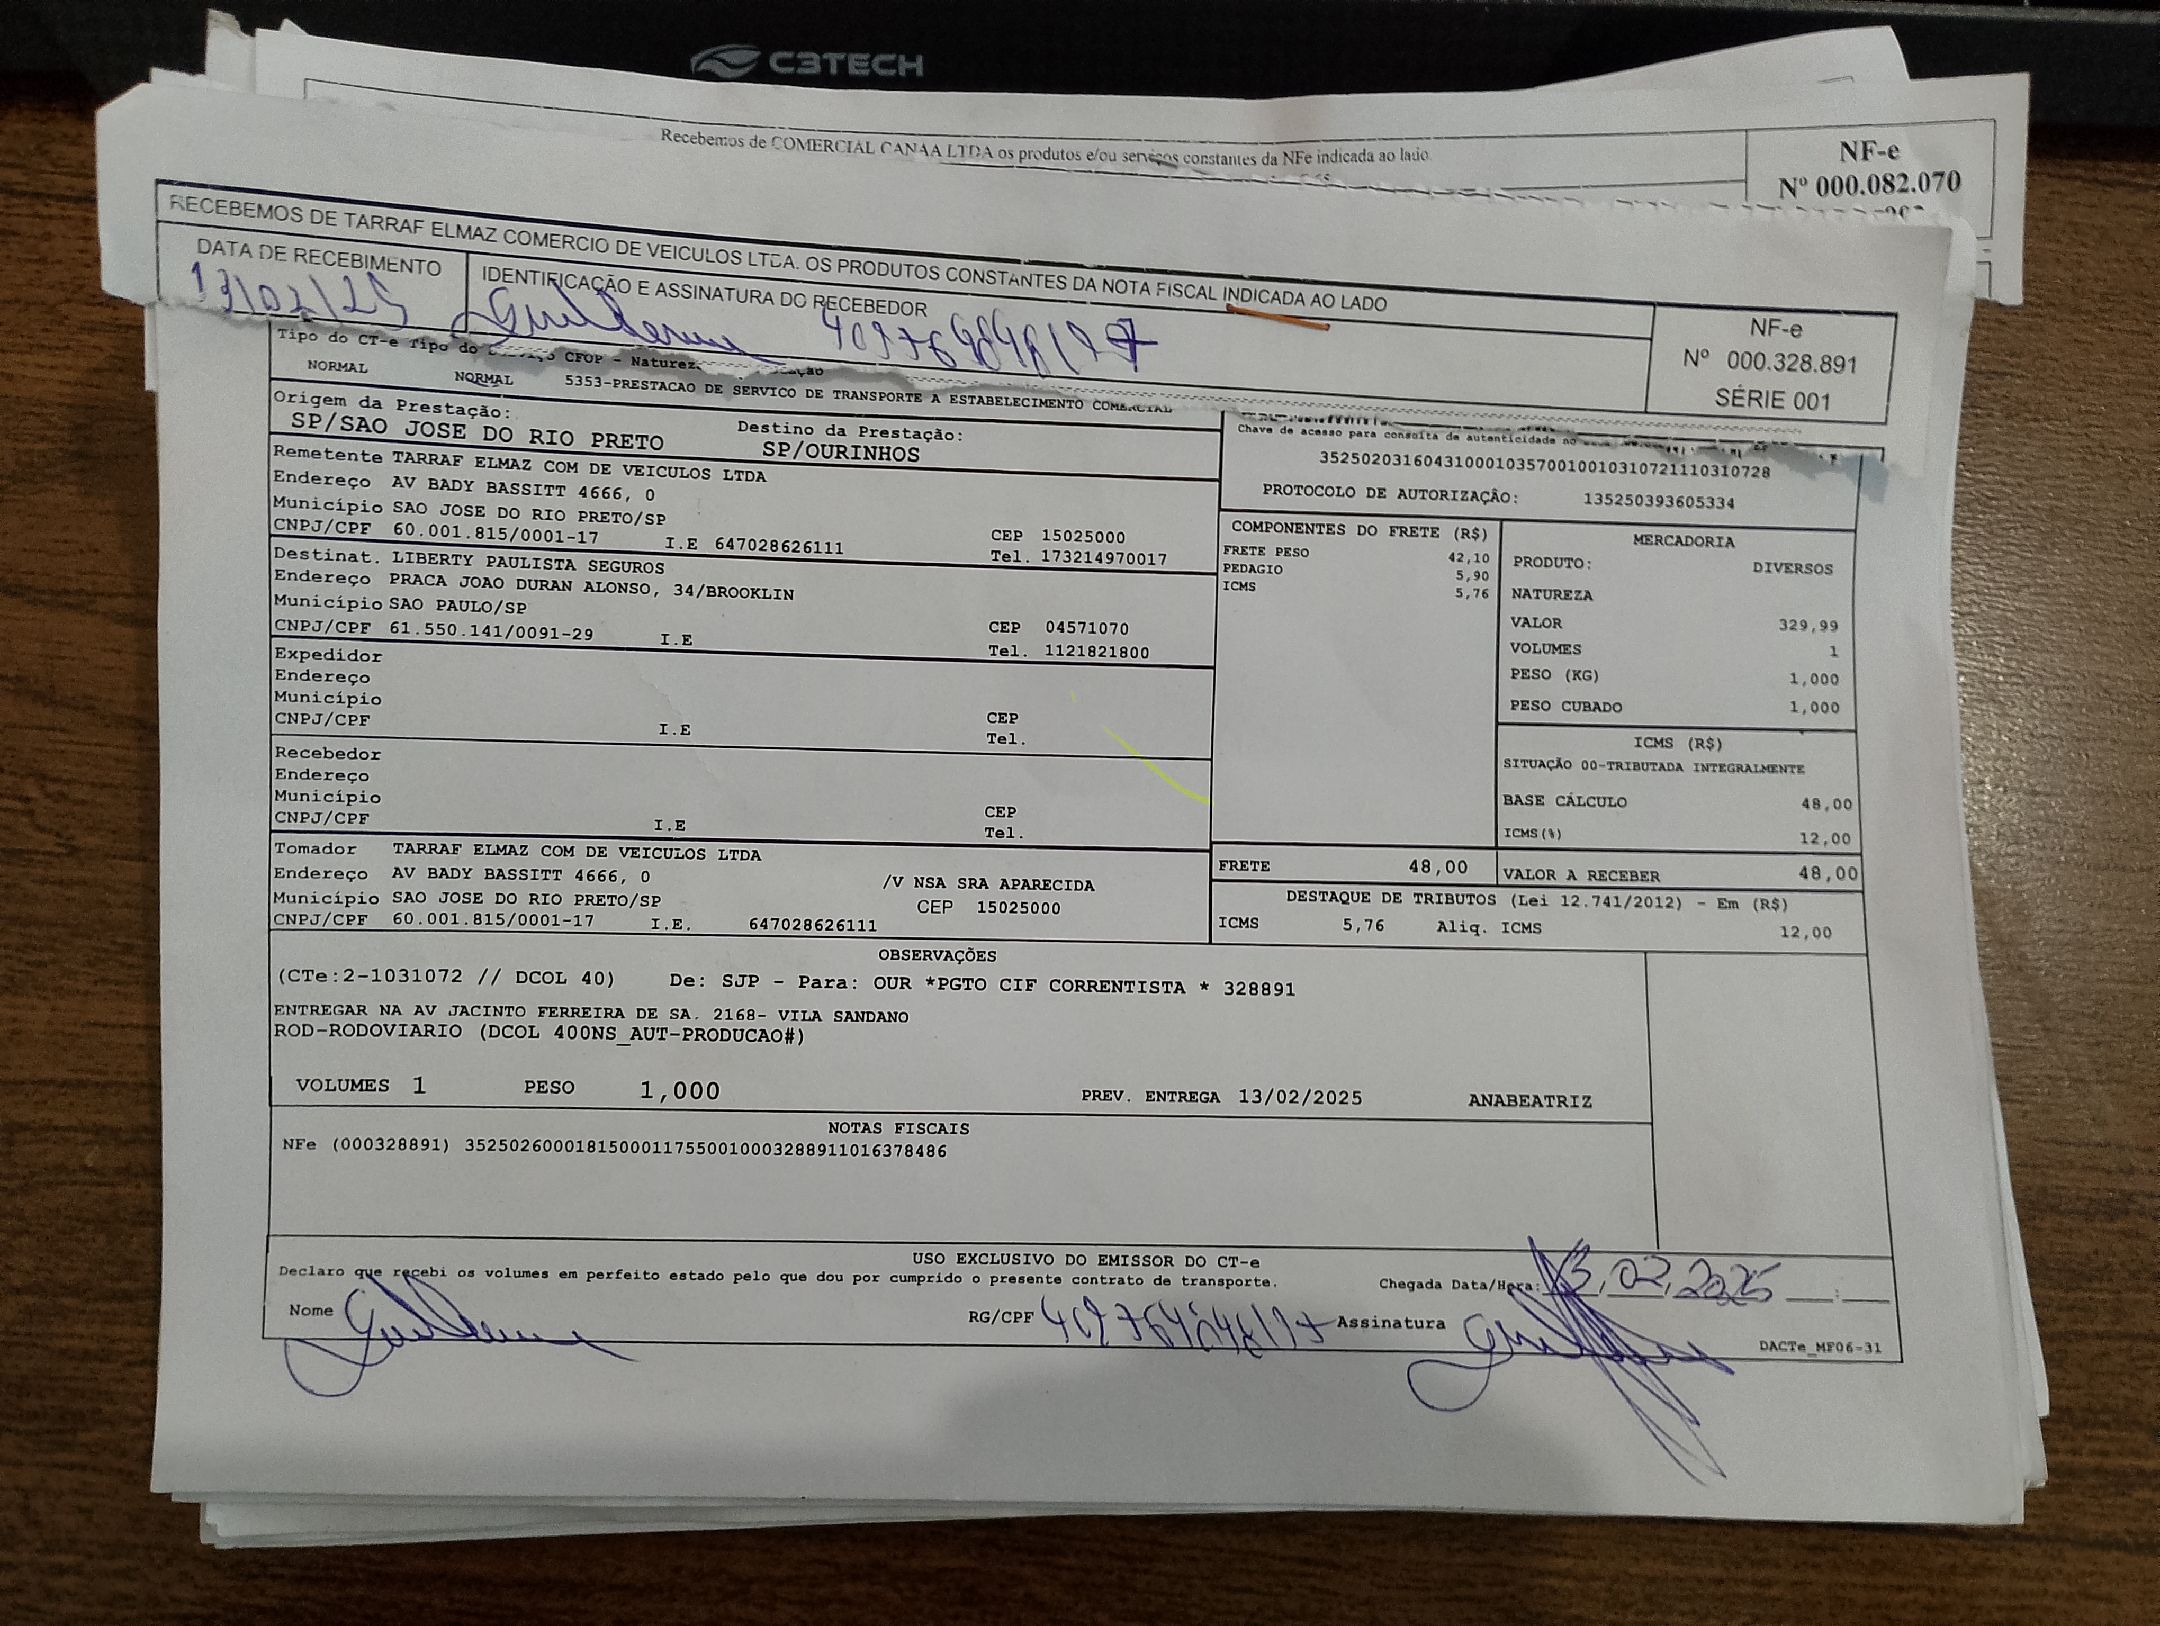 C3TECH
Recebemos de COMERCIAL CANAA LTDA os produtos e/ou serviços constantes da NFe indicada ao lado
NF-e
Nº 000.082.070
RECEBEMOS DE TARRAF ELMAZ COMERCIO DE VEICULOS LTDA. OS PRODUTOS CONSTANTES DA NOTA FISCAL INDICADA AO LADO
DATA DE RECEBIMENTO
13/02/25
IDENTIFICAÇÃO E ASSINATURA DO RECEBEDOR
Guilherme
NF-e
Nº 000.328.891
SÉRIE 001
Tipo do CT-e Tipo do CFOP - Natureza
NORMAL NORMAL 5353-PRESTACAO DE SERVICO DE TRANSPORTE A ESTABELECIMENTO COMERCIAL
Origem da Prestação:
SP/SAO JOSE DO RIO PRETO
Destino da Prestação:
SP/OURINHOS
Chave de acesso para consulta de autenticidade no
35250203160431000103570010010310721110310728
PROTOCOLO DE AUTORIZAÇÃO: 135250393605334
Remetente TARRAF ELMAZ COM DE VEICULOS LTDA
Endereço AV BADY BASSITT 4666, 0
Município SAO JOSE DO RIO PRETO/SP
CEP 15025000
CNPJ/CPF 60.001.815/0001-17 I.E 647028626111
Tel. 173214970017
Destinat. LIBERTY PAULISTA SEGUROS
Endereço PRACA JOAO DURAN ALONSO, 34/BROOKLIN
Município SAO PAULO/SP
CEP 04571070
CNPJ/CPF 61.550.141/0091-29 I.E
Tel. 1121821800
Expedidor
Endereço
Município
CEP
CNPJ/CPF I.E
Tel.
Recebedor
Endereço
Município
CEP
CNPJ/CPF I.E
Tel.
Tomador TARRAF ELMAZ COM DE VEICULOS LTDA
Endereço AV BADY BASSITT 4666, 0 /V NSA SRA APARECIDA
Município SAO JOSE DO RIO PRETO/SP CEP 15025000
CNPJ/CPF 60.001.815/0001-17 I.E. 647028626111
COMPONENTES DO FRETE (R$)
FRETE PESO 42,10
PEDAGIO 5,90
ICMS 5,76
MERCADORIA
PRODUTO: DIVERSOS
NATUREZA
VALOR 329,99
VOLUMES 1
PESO (KG) 1,000
PESO CUBADO 1,000
ICMS (R$)
SITUAÇÃO 00-TRIBUTADA INTEGRALMENTE
BASE CÁLCULO 48,00
ICMS(%) 12,00
FRETE 48,00
VALOR A RECEBER 48,00
DESTAQUE DE TRIBUTOS (Lei 12.741/2012) - Em (R$)
ICMS 5,76 Aliq. ICMS 12,00
OBSERVAÇÕES
(CTe:2-1031072 // DCOL 40) De: SJP - Para: OUR *PGTO CIF CORRENTISTA * 328891
ENTREGAR NA AV JACINTO FERREIRA DE SA. 2168- VILA SANDANO
ROD-RODOVIARIO (DCOL 400NS_AUT-PRODUCAO#)
VOLUMES 1 PESO 1,000 PREV. ENTREGA 13/02/2025 ANABEATRIZ
NOTAS FISCAIS
NFe (000328891) 35250260001815000117550010003288911016378486
USO EXCLUSIVO DO EMISSOR DO CT-e
Declaro que recebi os volumes em perfeito estado pelo que dou por cumprido o presente contrato de transporte.
Chegada Data/Hora: 13,02,2025 __:__
Nome Guilherme
RG/CPF
Assinatura Guilherme
DACTe_MF06-31